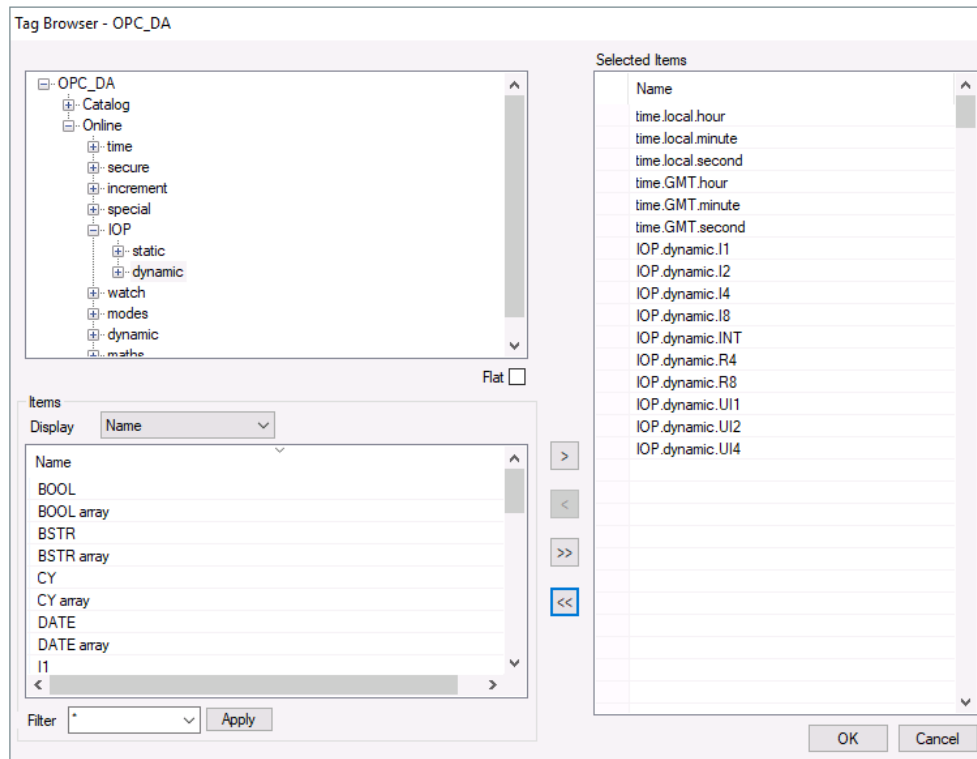 Tag Browser - OPC_DA
OPC_DA
Catalog
Online
time
secure
increment
special
IOP
static
dynamic
watch
modes
dynamic
maths
Flat
Items
Display Name
Name
BOOL
BOOL array
BSTR
BSTR array
CY
CY array
DATE
DATE array
I1
Filter *
Apply
>
<
>>
<<
Selected Items
Name
time.local.hour
time.local.minute
time.local.second
time.GMT.hour
time.GMT.minute
time.GMT.second
IOP.dynamic.I1
IOP.dynamic.I2
IOP.dynamic.I4
IOP.dynamic.I8
IOP.dynamic.INT
IOP.dynamic.R4
IOP.dynamic.R8
IOP.dynamic.UI1
IOP.dynamic.UI2
IOP.dynamic.UI4
OK
Cancel